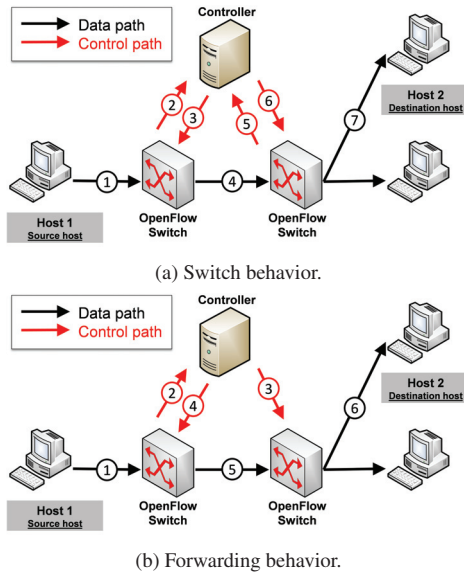 Controller
Data path
Control path
2
3
6
5
7
Host 2
Destination host
1
4
Host 1
Source host
OpenFlow
Switch
OpenFlow
Switch
(a) Switch behavior.
Controller
Data path
Control path
2
4
3
6
Host 2
Destination host
1
5
Host 1
Source host
OpenFlow
Switch
OpenFlow
Switch
(b) Forwarding behavior.